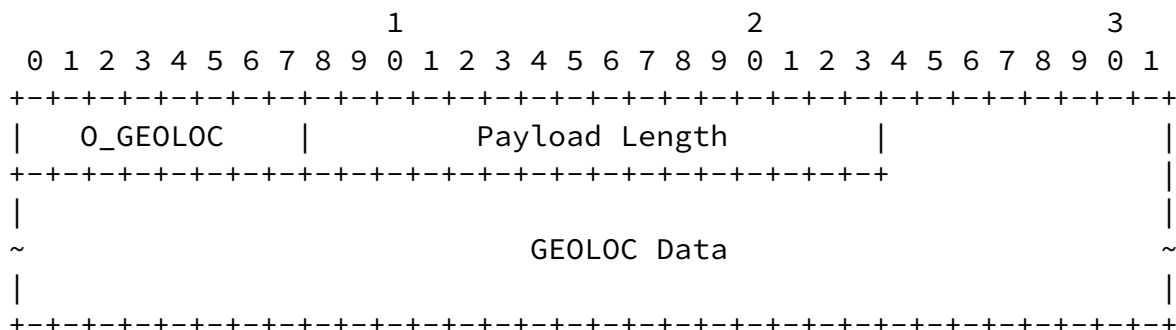 1                   2                   3
 0 1 2 3 4 5 6 7 8 9 0 1 2 3 4 5 6 7 8 9 0 1 2 3 4 5 6 7 8 9 0 1
+-+-+-+-+-+-+-+-+-+-+-+-+-+-+-+-+-+-+-+-+-+-+-+-+-+-+-+-+-+-+-+-+
|   O_GEOLOC    |         Payload Length        |               |
+-+-+-+-+-+-+-+-+-+-+-+-+-+-+-+-+-+-+-+-+-+-+-+-+               |
|                                                               |
~                            GEOLOC Data                        ~
|                                                               |
+-+-+-+-+-+-+-+-+-+-+-+-+-+-+-+-+-+-+-+-+-+-+-+-+-+-+-+-+-+-+-+-+